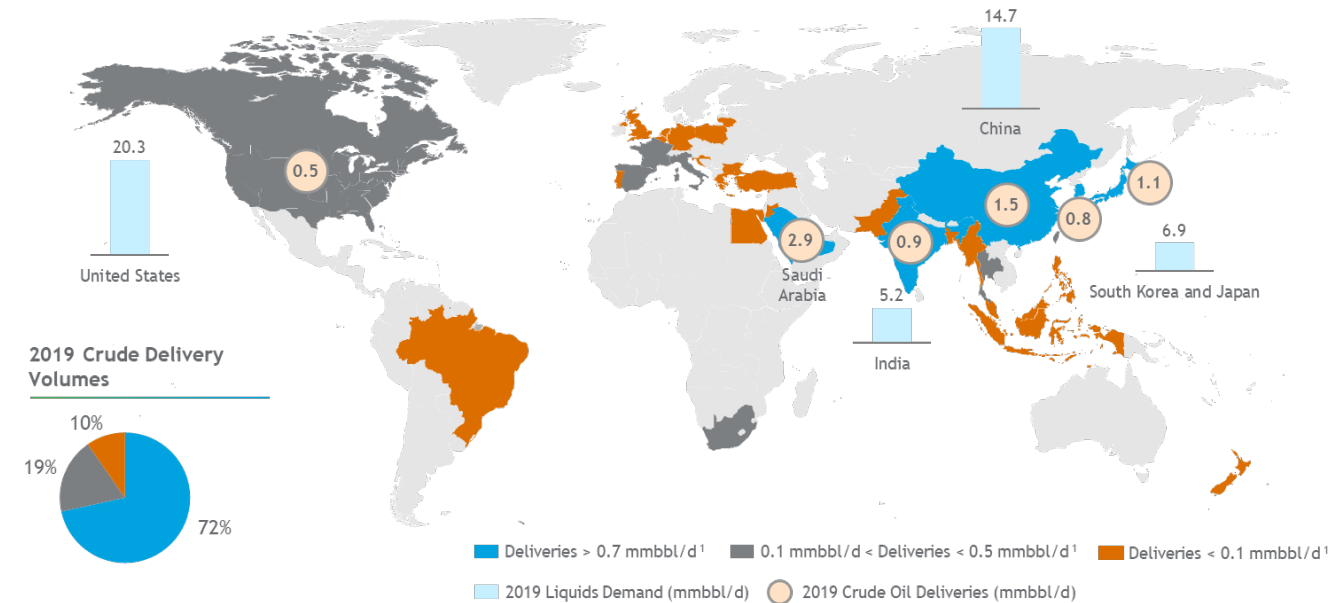 14.7
China
20.3
United States
0.5
1.1
1.5
0.8
2.9
0.9
Saudi
Arabia
6.9
South Korea and Japan
5.2
India
2019 Crude Delivery
Volumes
10%
19%
72%
Deliveries > 0.7 mmbbl/d¹
0.1 mmbbl/d < Deliveries < 0.5 mmbbl/d¹
Deliveries < 0.1 mmbbl/d¹
2019 Liquids Demand (mmbbl/d)
2019 Crude Oil Deliveries (mmbbl/d)